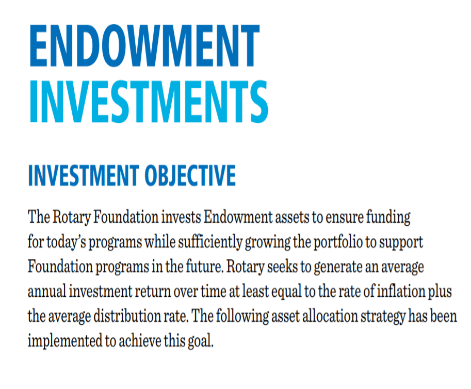 ENDOWMENT
INVESTMENTS
INVESTMENT OBJECTIVE
The Rotary Foundation invests Endowment assets to ensure funding
for today's programs while sufficiently growing the portfolio to support
Foundation programs in the future. Rotary seeks to generate an average
annual investment return over time at least equal to the rate of inflation plus
the average distribution rate. The following asset allocation strategy has been
implemented to achieve this goal.